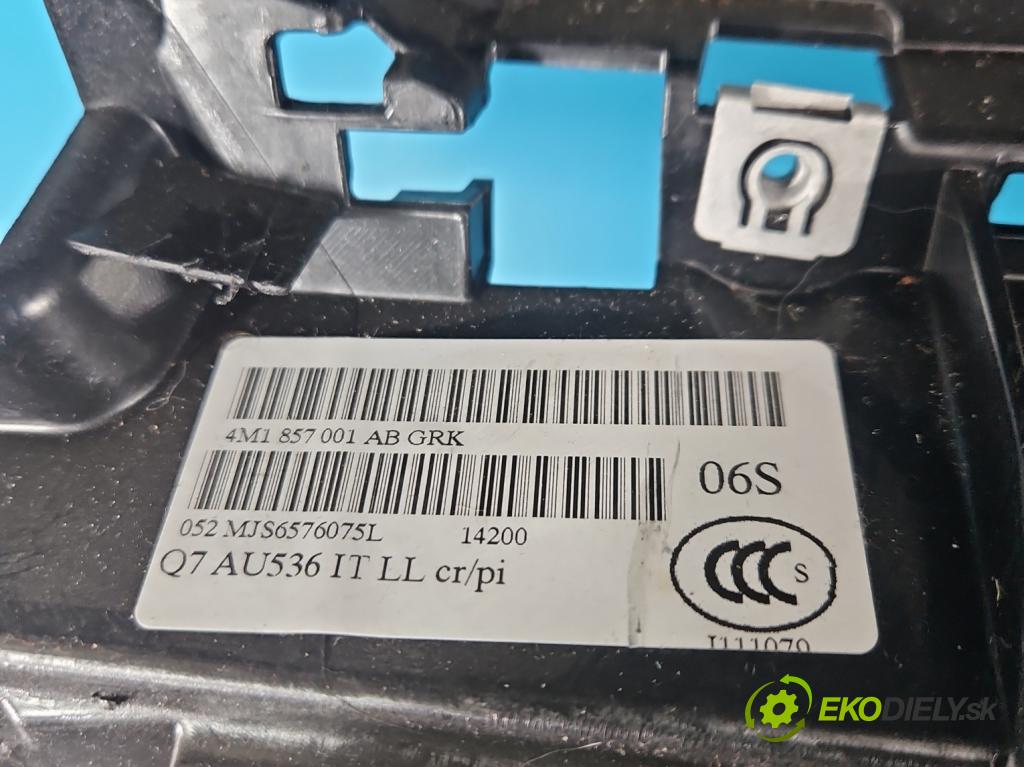 4M1 857 001 AB GRK
06S
052 MJS6576075L 14200
Q7 AU536 IT LL cr/pi
CCC S
EKODIELY.sk